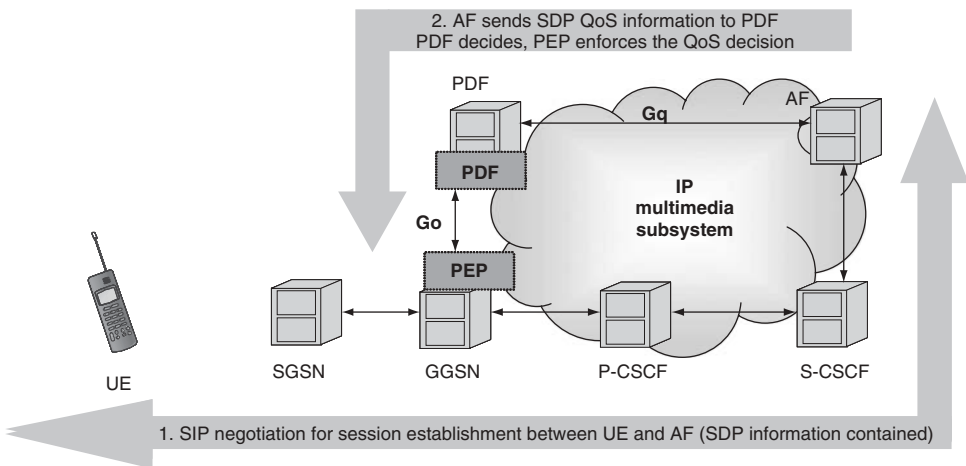 2. AF sends SDP QoS information to PDF
PDF decides, PEP enforces the QoS decision
PDF
AF
Gq
PDF
IP
multimedia
subsystem
Go
PEP
UE
SGSN
GGSN
P-CSCF
S-CSCF
1. SIP negotiation for session establishment between UE and AF (SDP information contained)